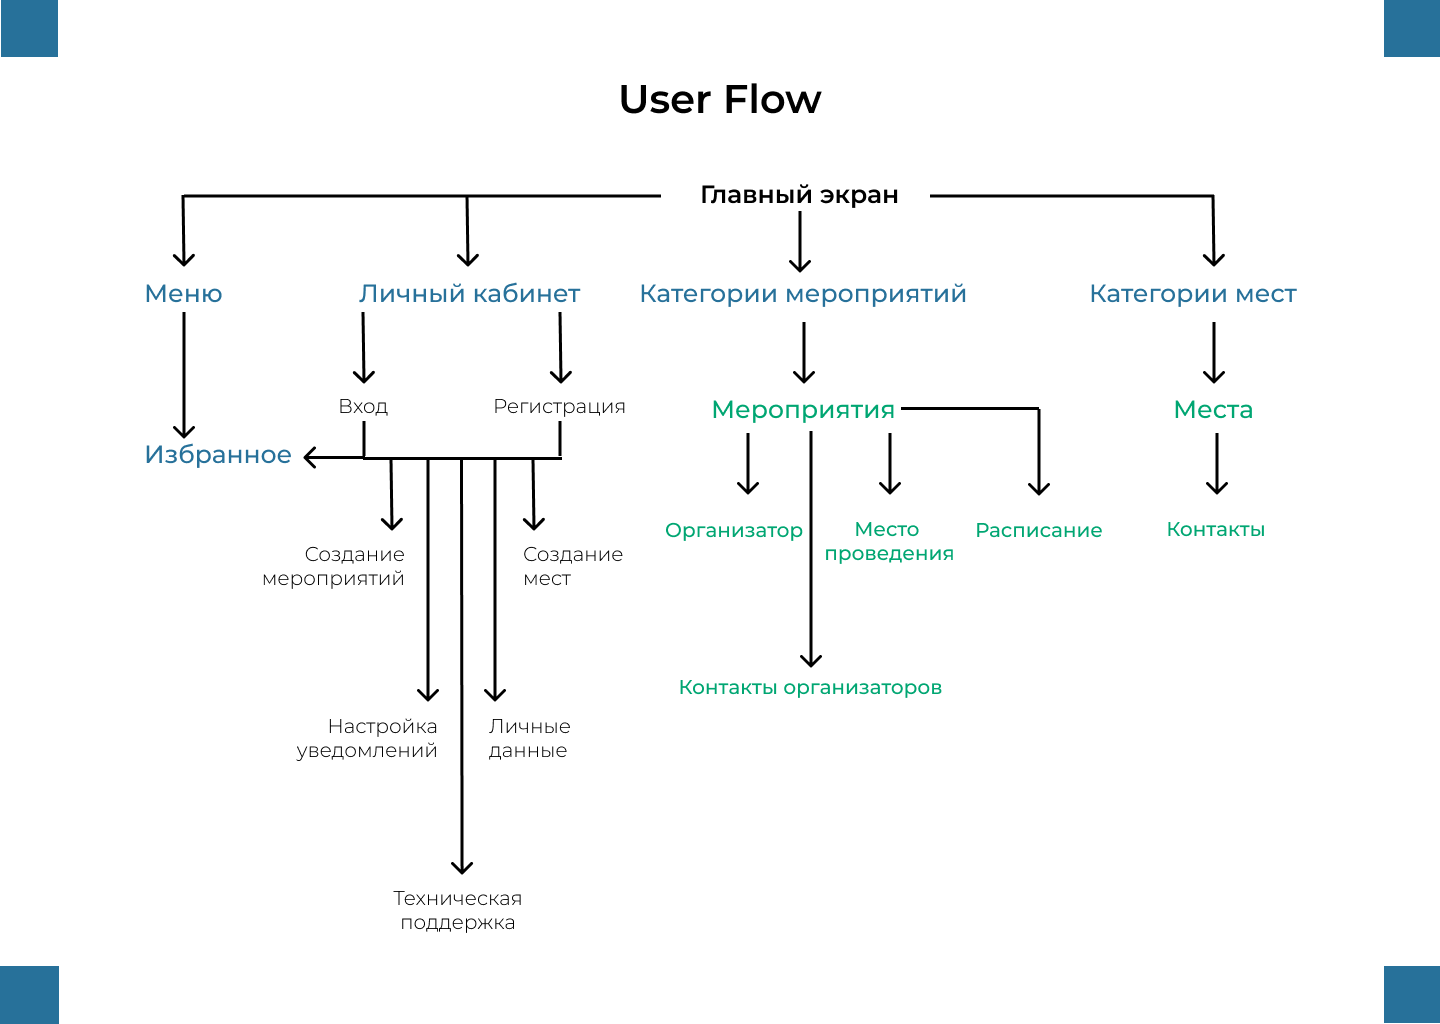 User Flow
Главный экран
Меню
Личный кабинет
Категории мероприятий
Категории мест
Вход
Регистрация
Мероприятия
Места
Избранное
Организатор
Место
проведения
Расписание
Контакты
Создание
мероприятий
Создание
мест
Контакты организаторов
Настройка
уведомлений
Личные
данные
Техническая
поддержка